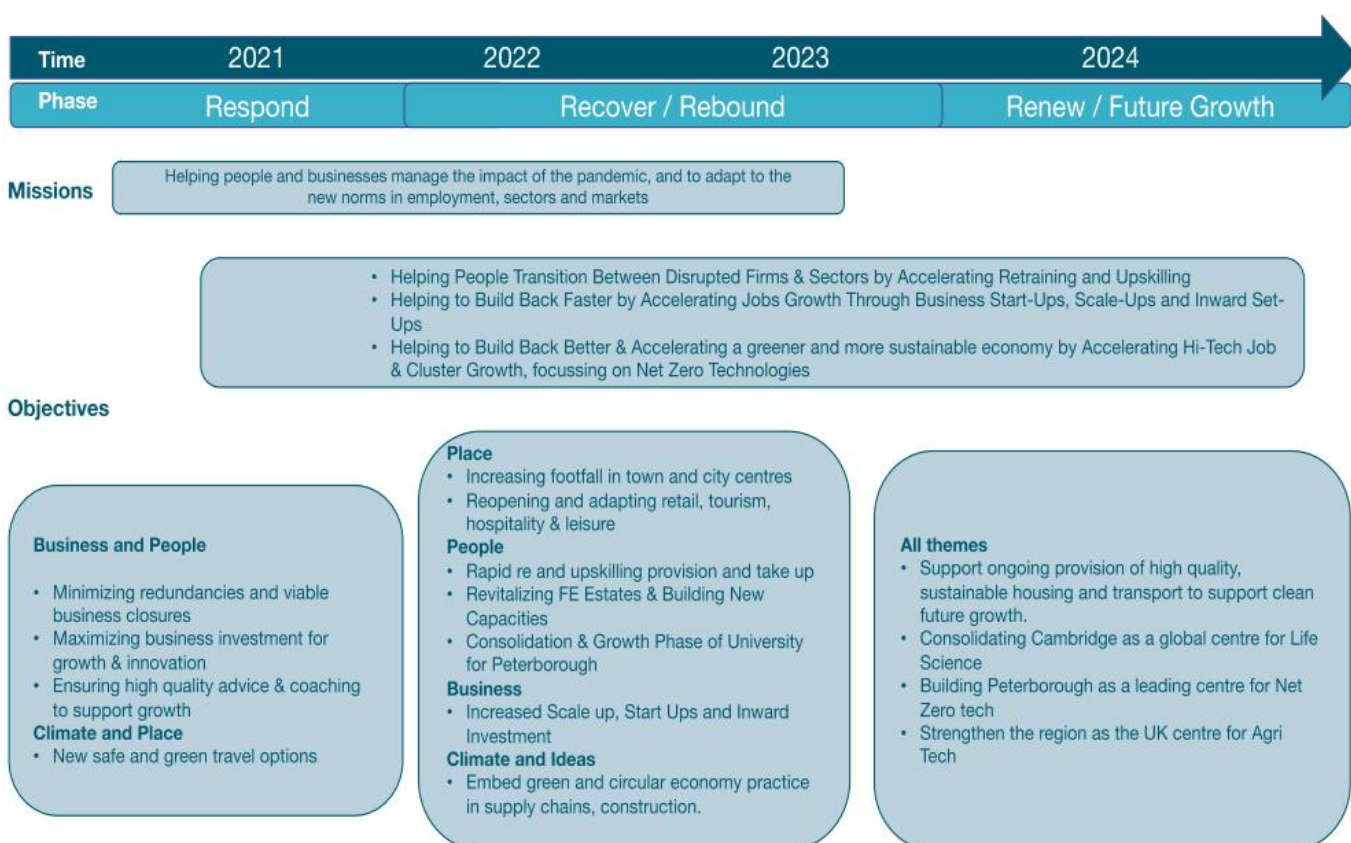 Time 2021 2022 2023 2024
Phase Respond Recover / Rebound Renew / Future Growth
Missions
Helping people and businesses manage the impact of the pandemic, and to adapt to the
new norms in employment, sectors and markets
• Helping People Transition Between Disrupted Firms & Sectors by Accelerating Retraining and Upskilling
• Helping to Build Back Faster by Accelerating Jobs Growth Through Business Start-Ups, Scale-Ups and Inward Set-
Ups
• Helping to Build Back Better & Accelerating a greener and more sustainable economy by Accelerating Hi-Tech Job
& Cluster Growth, focussing on Net Zero Technologies
Objectives
Business and People
• Minimizing redundancies and viable
business closures
• Maximizing business investment for
growth & innovation
• Ensuring high quality advice & coaching
to support growth
Climate and Place
• New safe and green travel options
Place
• Increasing footfall in town and city centres
• Reopening and adapting retail, tourism,
hospitality & leisure
People
• Rapid re and upskilling provision and take up
• Revitalizing FE Estates & Building New
Capacities
• Consolidation & Growth Phase of University
for Peterborough
Business
• Increased Scale up, Start Ups and Inward
Investment
Climate and Ideas
• Embed green and circular economy practice
in supply chains, construction.
All themes
• Support ongoing provision of high quality,
sustainable housing and transport to support clean
future growth.
• Consolidating Cambridge as a global centre for Life
Science
• Building Peterborough as a leading centre for Net
Zero tech
• Strengthen the region as the UK centre for Agri
Tech